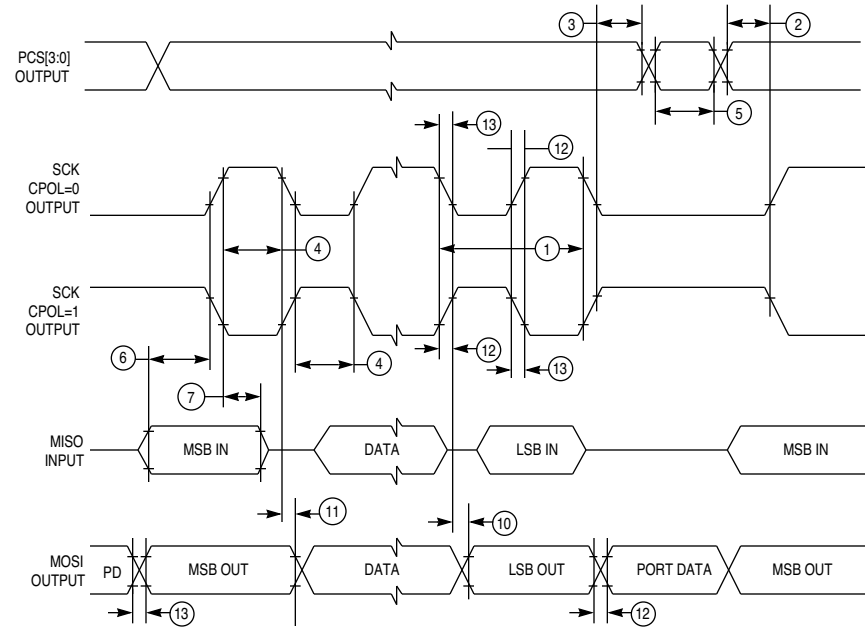 3
2
PCS[3:0]
OUTPUT
5
13
12
SCK
CPOL=0
OUTPUT
4
1
SCK
CPOL=1
OUTPUT
6
4
12
13
7
MISO
INPUT
MSB IN
DATA
LSB IN
MSB IN
11
10
MOSI
OUTPUT
PD
MSB OUT
DATA
LSB OUT
PORT DATA
MSB OUT
13
12